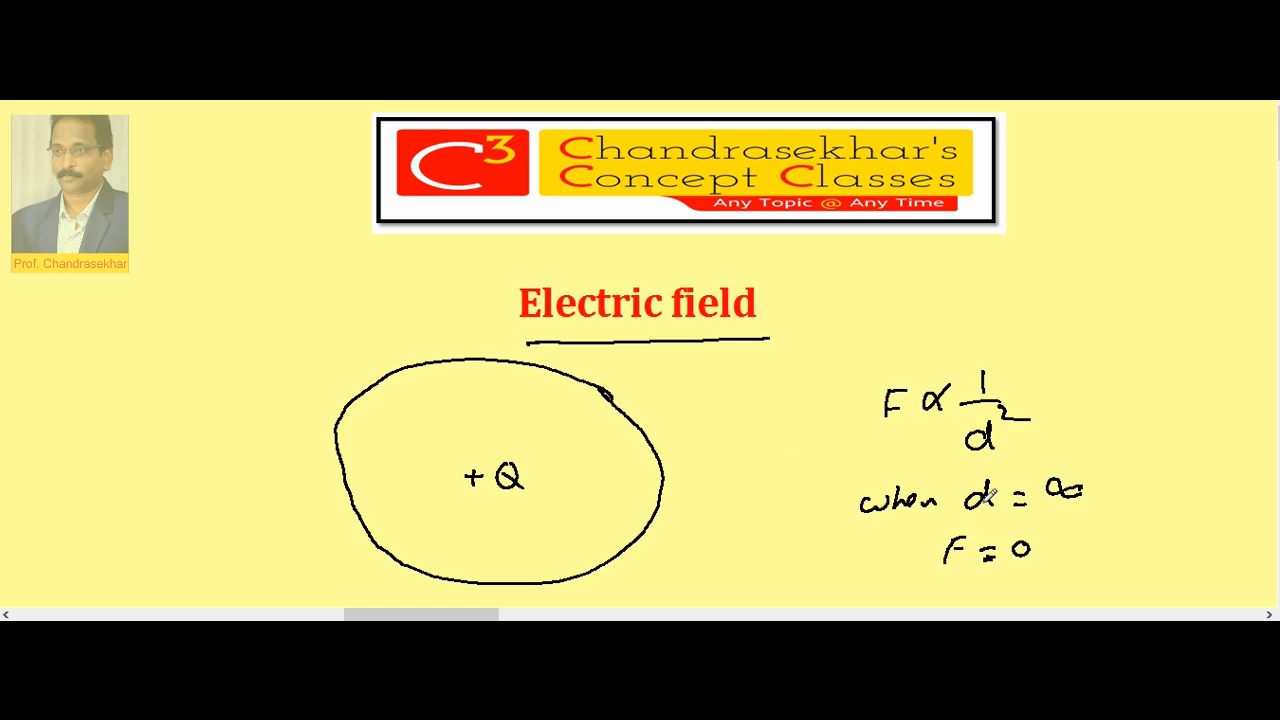 C3
Chandrasekhar's
Concept Classes
Any Topic @ Any Time
Prof. Chandrasekhar
Electric field
F ∝ 1/d²
+ Q
when d = ∞
F = 0